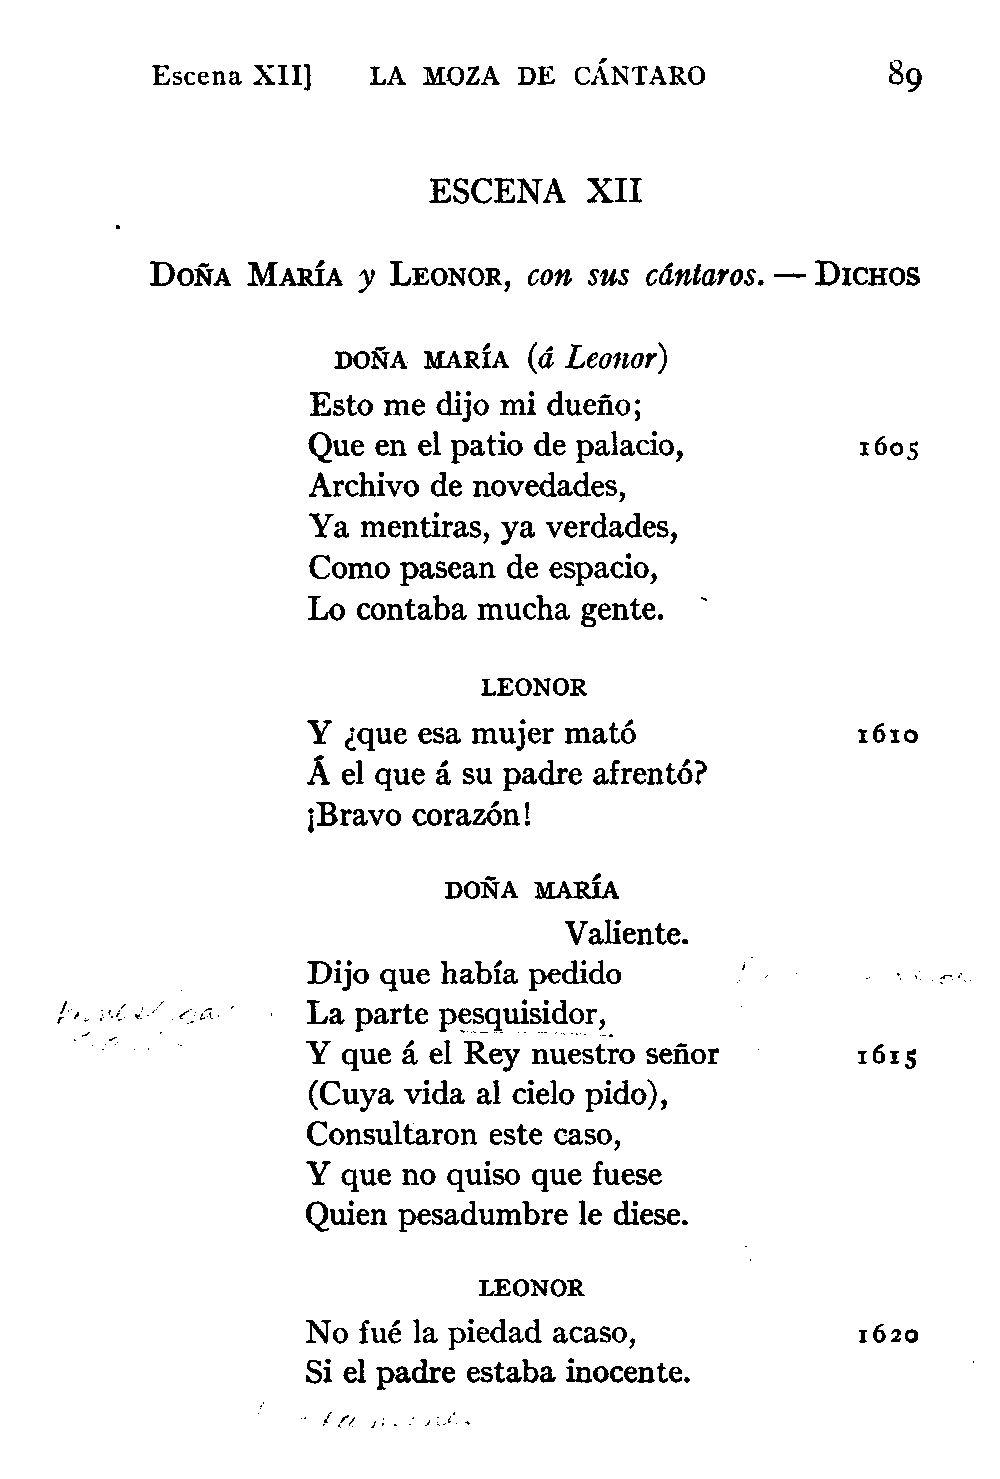 Escena XII] LA MOZA DE CÁNTARO 89
ESCENA XII
DOÑA MARÍA y LEONOR, con sus cántaros. — DICHOS
DOÑA MARÍA (á Leonor)
Esto me dijo mi dueño;
Que en el patio de palacio, 1605
Archivo de novedades,
Ya mentiras, ya verdades,
Como pasean de espacio,
Lo contaba mucha gente.
LEONOR
Y ¿que esa mujer mató 1610
Á el que á su padre afrentó?
¡Bravo corazón!
DOÑA MARÍA
Valiente.
Dijo que había pedido
La parte pesquisidor,
Y que á el Rey nuestro señor 1615
(Cuya vida al cielo pido),
Consultaron este caso,
Y que no quiso que fuese
Quien pesadumbre le diese.
LEONOR
No fué la piedad acaso, 1620
Si el padre estaba inocente.